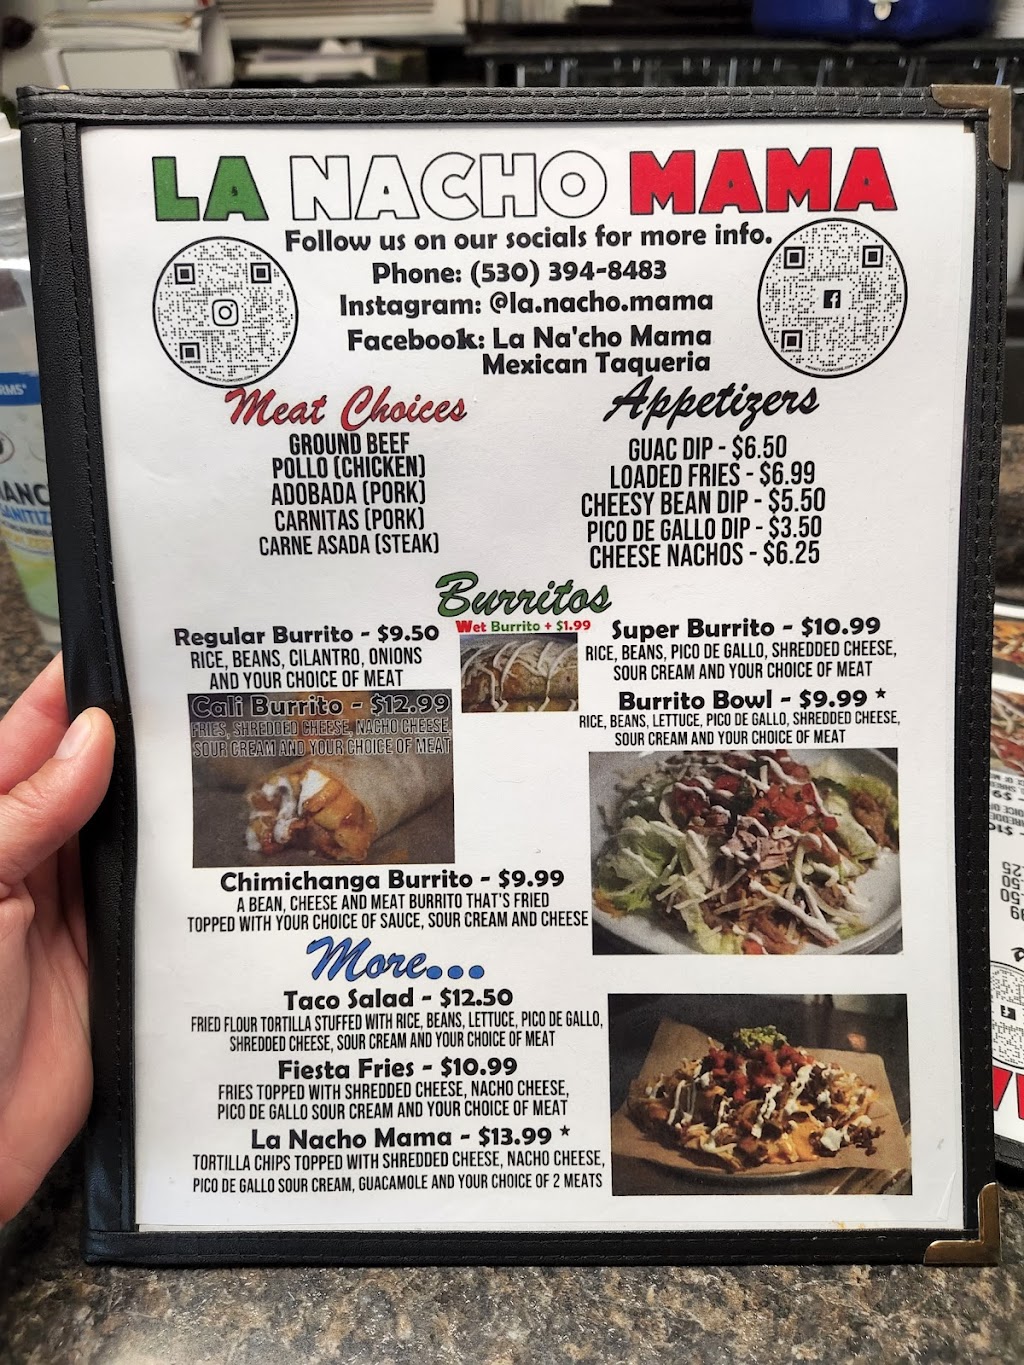 LA NACHO MAMA
Follow us on our socials for more info.
Phone: (530) 394-8483
Instagram: @la.nacho.mama
Facebook: La Na'cho Mama
Mexican Taqueria
Meat Choices
GROUND BEEF
POLLO (CHICKEN)
ADOBADA (PORK)
CARNITAS (PORK)
CARNE ASADA (STEAK)
Appetizers
GUAC DIP - $6.50
LOADED FRIES - $6.99
CHEESY BEAN DIP - $5.50
PICO DE GALLO DIP - $3.50
CHEESE NACHOS - $6.25
Burritos
Wet Burrito + $1.99
Regular Burrito - $9.50
RICE, BEANS, CILANTRO, ONIONS
AND YOUR CHOICE OF MEAT
Cali Burrito - $12.99
FRIES, SHREDDED CHEESE, NACHO CHEESE,
SOUR CREAM AND YOUR CHOICE OF MEAT
Super Burrito - $10.99
RICE, BEANS, PICO DE GALLO, SHREDDED CHEESE,
SOUR CREAM AND YOUR CHOICE OF MEAT
Burrito Bowl - $9.99 *
RICE, BEANS, LETTUCE, PICO DE GALLO, SHREDDED CHEESE,
SOUR CREAM AND YOUR CHOICE OF MEAT
Chimichanga Burrito - $9.99
A BEAN, CHEESE AND MEAT BURRITO THAT'S FRIED
TOPPED WITH YOUR CHOICE OF SAUCE, SOUR CREAM AND CHEESE
More...
Taco Salad - $12.50
FRIED FLOUR TORTILLA STUFFED WITH RICE, BEANS, LETTUCE, PICO DE GALLO,
SHREDDED CHEESE, SOUR CREAM AND YOUR CHOICE OF MEAT
Fiesta Fries - $10.99
FRIES TOPPED WITH SHREDDED CHEESE, NACHO CHEESE,
PICO DE GALLO SOUR CREAM AND YOUR CHOICE OF MEAT
La Nacho Mama - $13.99 *
TORTILLA CHIPS TOPPED WITH SHREDDED CHEESE, NACHO CHEESE,
PICO DE GALLO SOUR CREAM, GUACAMOLE AND YOUR CHOICE OF 2 MEATS